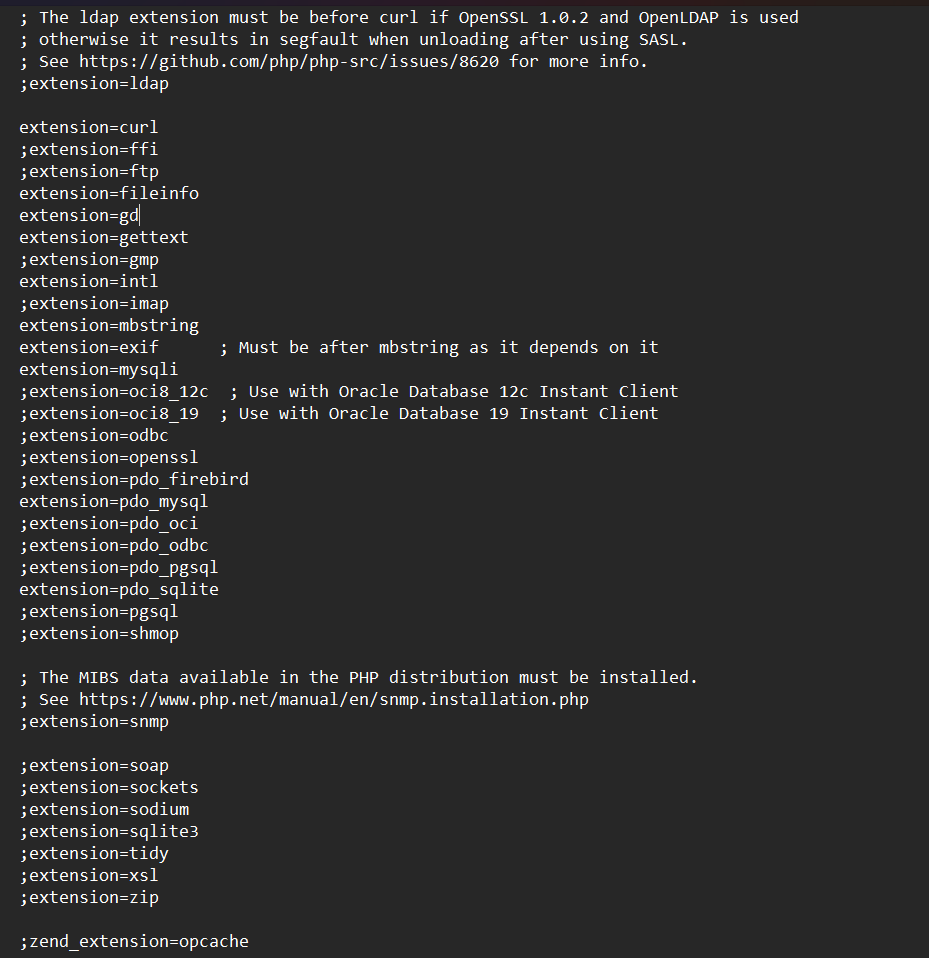 ; The ldap extension must be before curl if OpenSSL 1.0.2 and OpenLDAP is used
; otherwise it results in segfault when unloading after using SASL.
; See https://github.com/php/php-src/issues/8620 for more info.
;extension=ldap

extension=curl
;extension=ffi
;extension=ftp
extension=fileinfo
extension=gd
extension=gettext
;extension=gmp
extension=intl
;extension=imap
extension=mbstring
extension=exif      ; Must be after mbstring as it depends on it
extension=mysqli
;extension=oci8_12c  ; Use with Oracle Database 12c Instant Client
;extension=oci8_19  ; Use with Oracle Database 19 Instant Client
;extension=odbc
;extension=openssl
;extension=pdo_firebird
extension=pdo_mysql
;extension=pdo_oci
;extension=pdo_odbc
;extension=pdo_pgsql
extension=pdo_sqlite
;extension=pgsql
;extension=shmop

; The MIBS data available in the PHP distribution must be installed.
; See https://www.php.net/manual/en/snmp.installation.php
;extension=snmp

;extension=soap
;extension=sockets
;extension=sodium
;extension=sqlite3
;extension=tidy
;extension=xsl
;extension=zip

;zend_extension=opcache